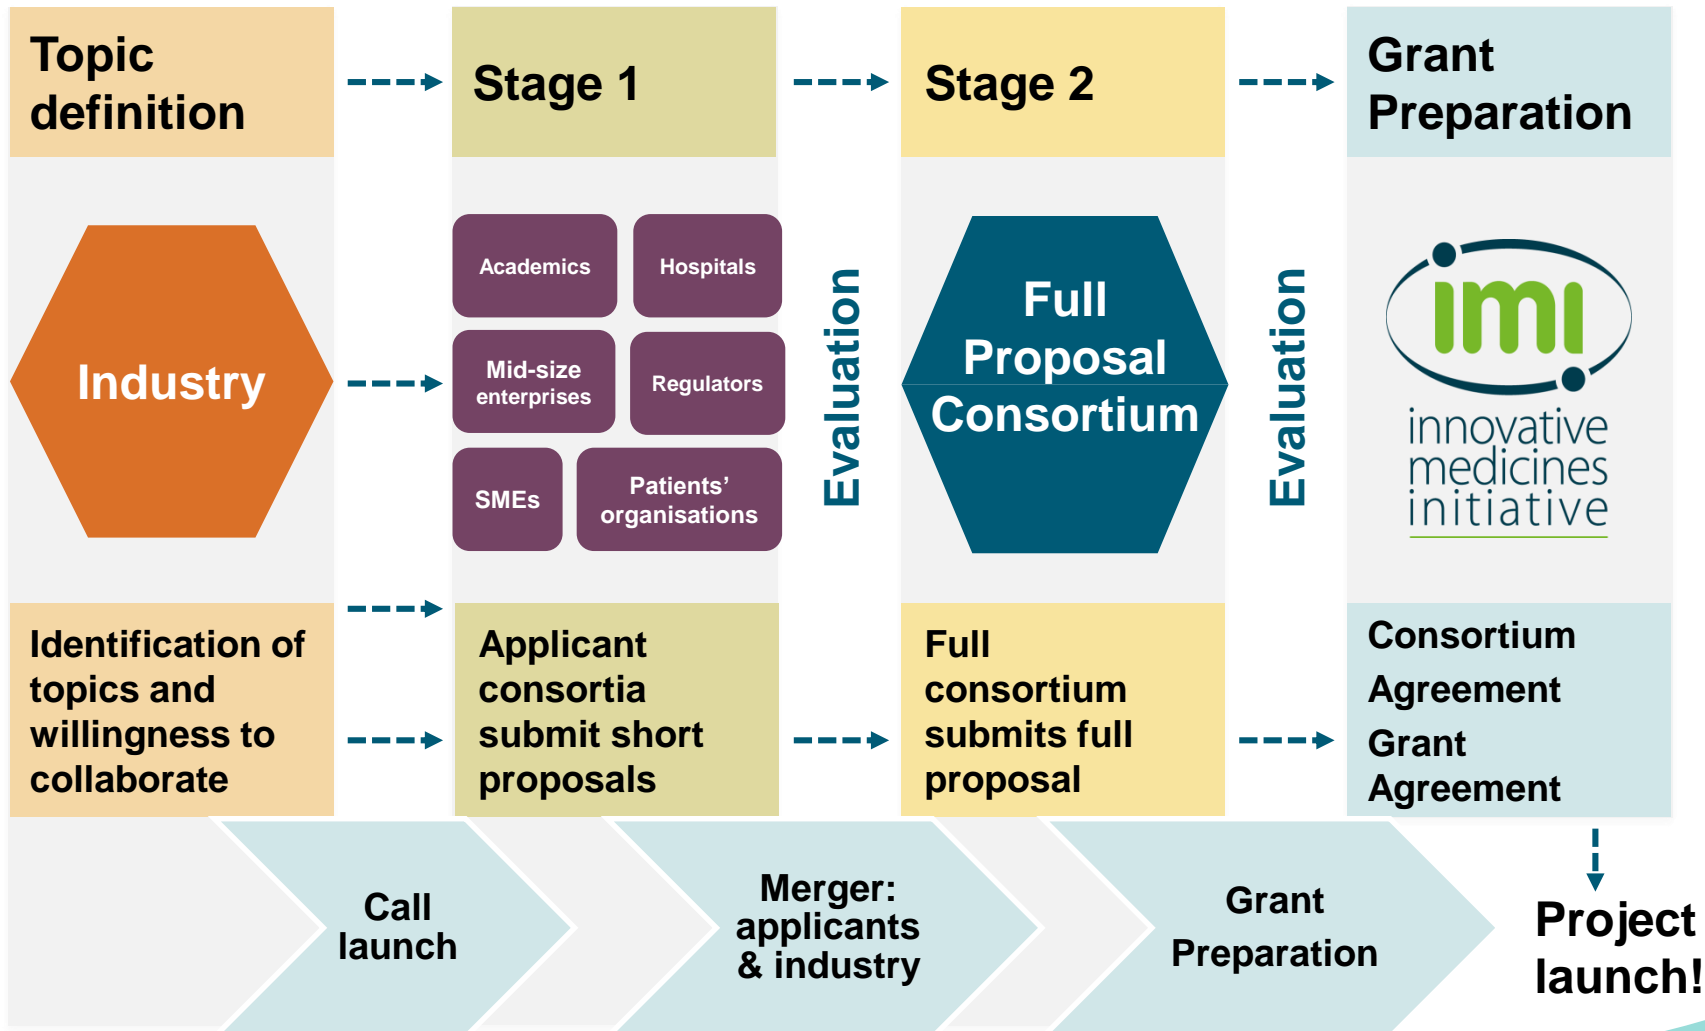 Topic
definition
Stage 1
Stage 2
Grant
Preparation
Industry
Academics
Hospitals
Mid-size
enterprises
Regulators
SMEs
Patients’
organisations
Evaluation
Full
Proposal
Consortium
Evaluation
imi
innovative
medicines
initiative
Identification of
topics and
willingness to
collaborate
Applicant
consortia
submit short
proposals
Full
consortium
submits full
proposal
Consortium
Agreement
Grant
Agreement
Call
launch
Merger:
applicants
& industry
Grant
Preparation
Project
launch!